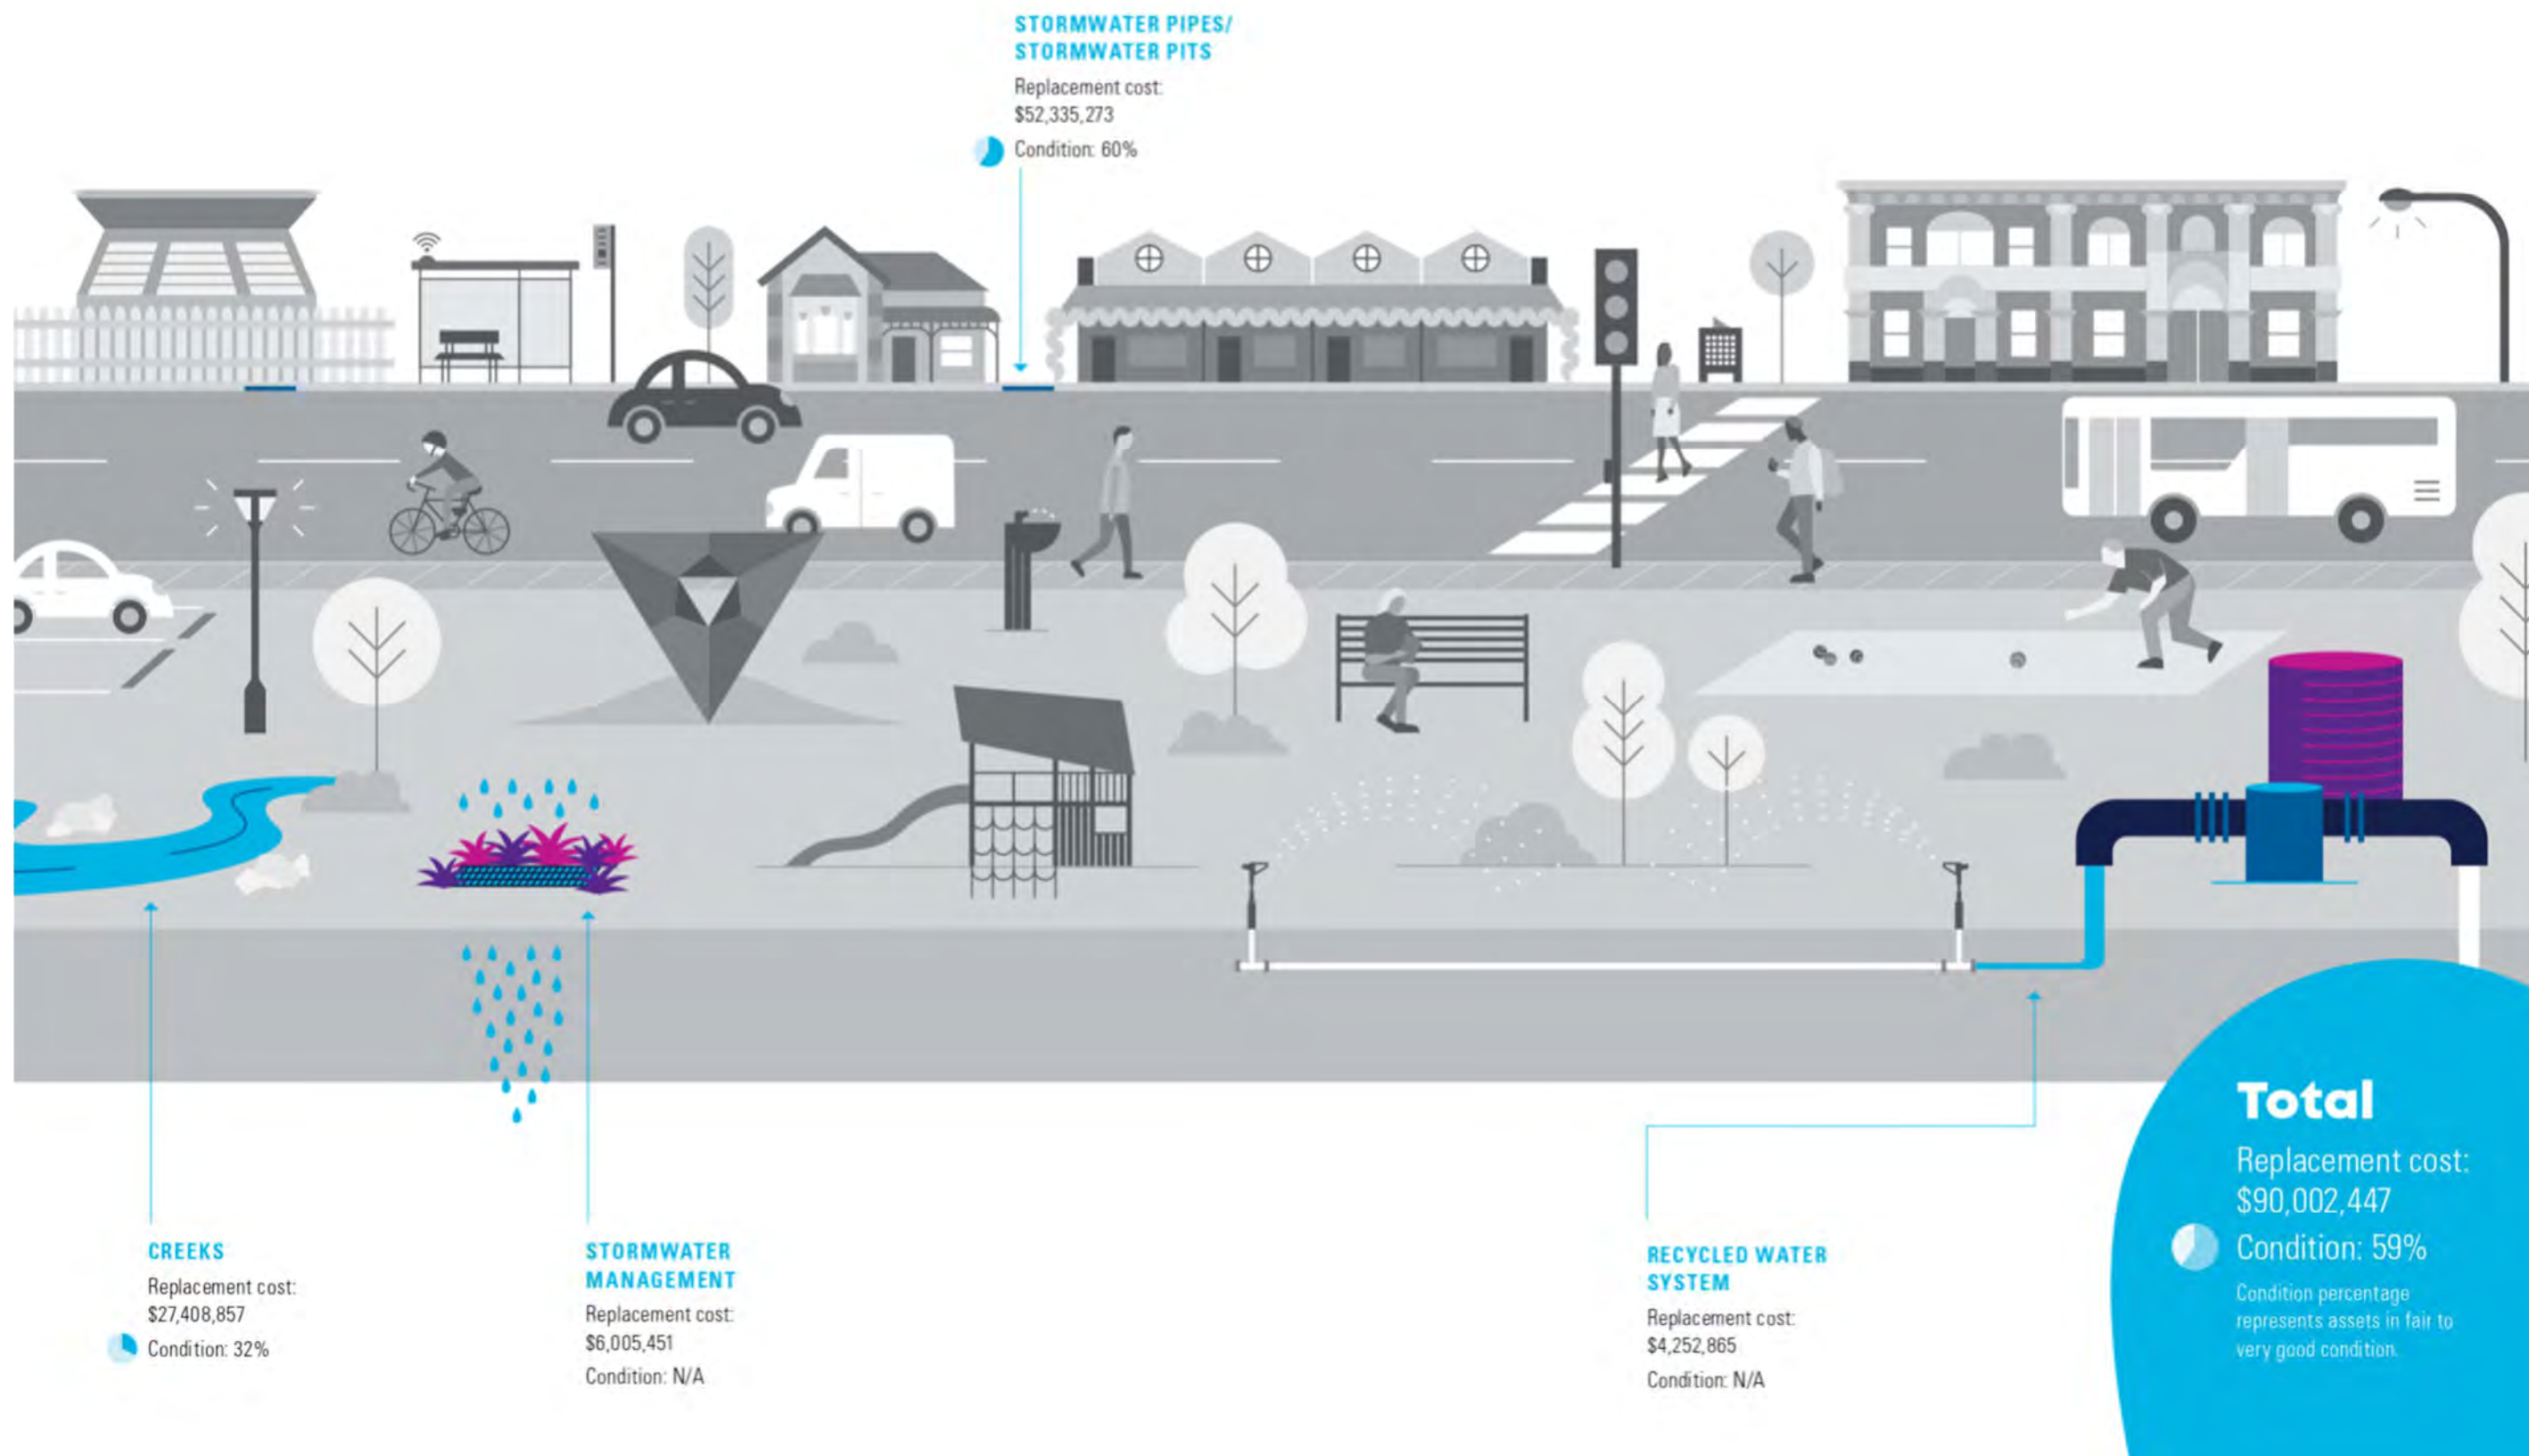 STORMWATER PIPES/
STORMWATER PITS
Replacement cost:
$52,335,273
Condition: 60%
CREEKS
Replacement cost:
$27,408,857
Condition: 32%
STORMWATER
MANAGEMENT
Replacement cost:
$6,005,451
Condition: N/A
RECYCLED WATER
SYSTEM
Replacement cost:
$4,252,865
Condition: N/A
Total
Replacement cost:
$90,002,447
Condition: 59%
Condition percentage
represents assets in fair to
very good condition.